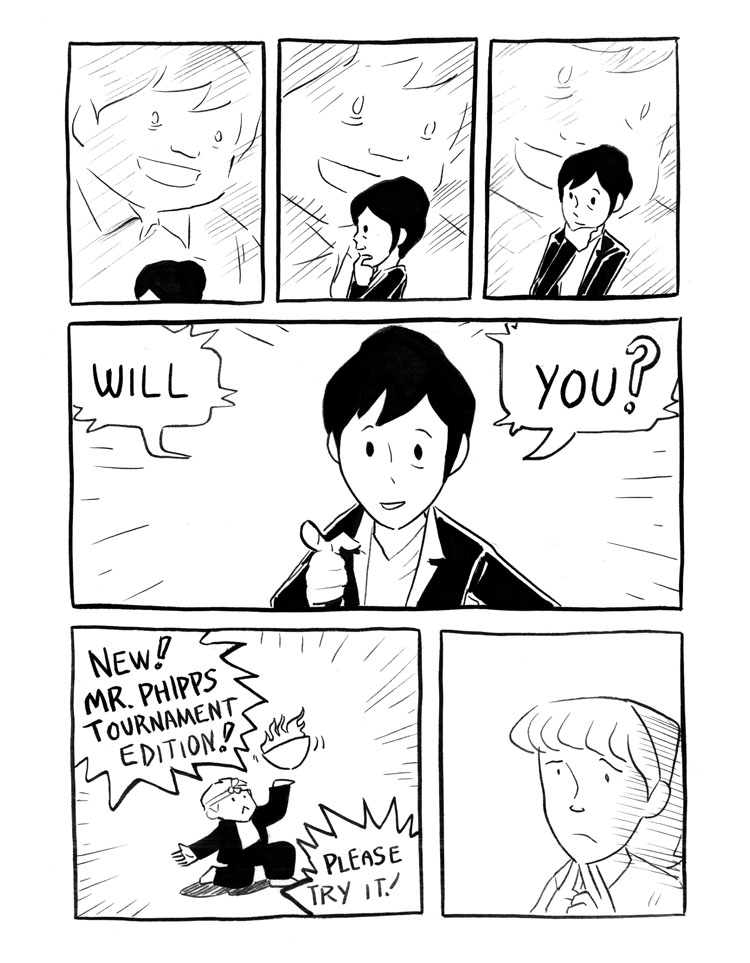 WILL
YOU?
NEW!
MR. PHIPPS
TOURNAMENT
EDITION!
PLEASE
TRY IT!